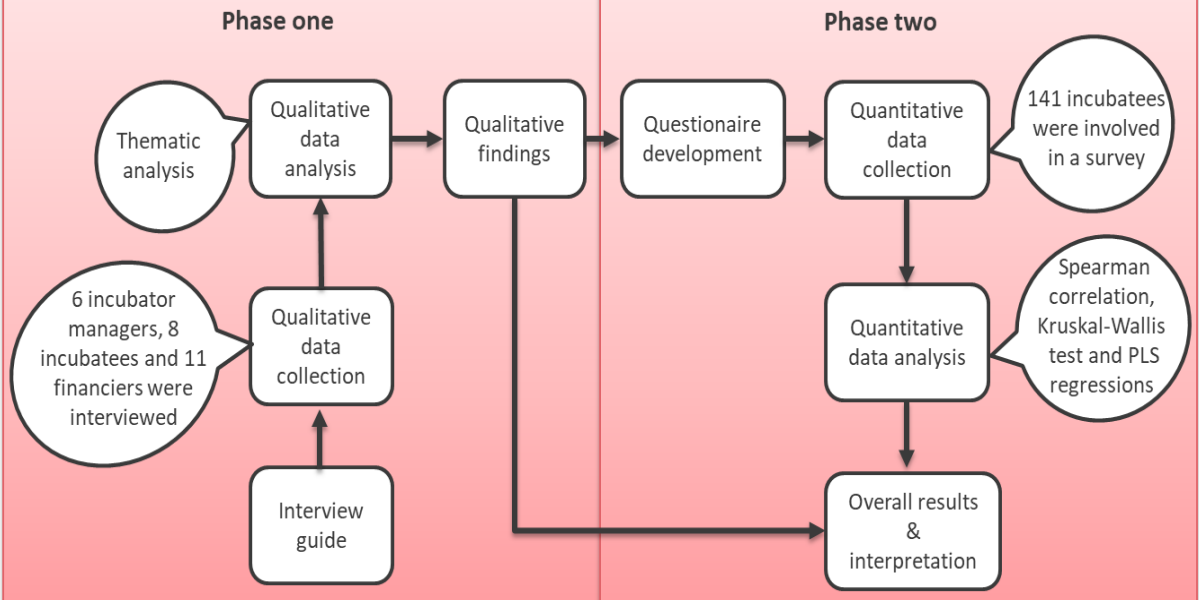 Phase one
Thematic
analysis
Qualitative
data
analysis
Qualitative
findings
6 incubator
managers, 8
incubatees and 11
financiers were
interviewed
Qualitative
data
collection
Interview
guide
Phase two
Questionaire
development
Quantitative
data
collection
141 incubatees
were involved
in a survey
Quantitative
data analysis
Spearman
correlation,
Kruskal-Wallis
test and PLS
regressions
Overall results
&
interpretation